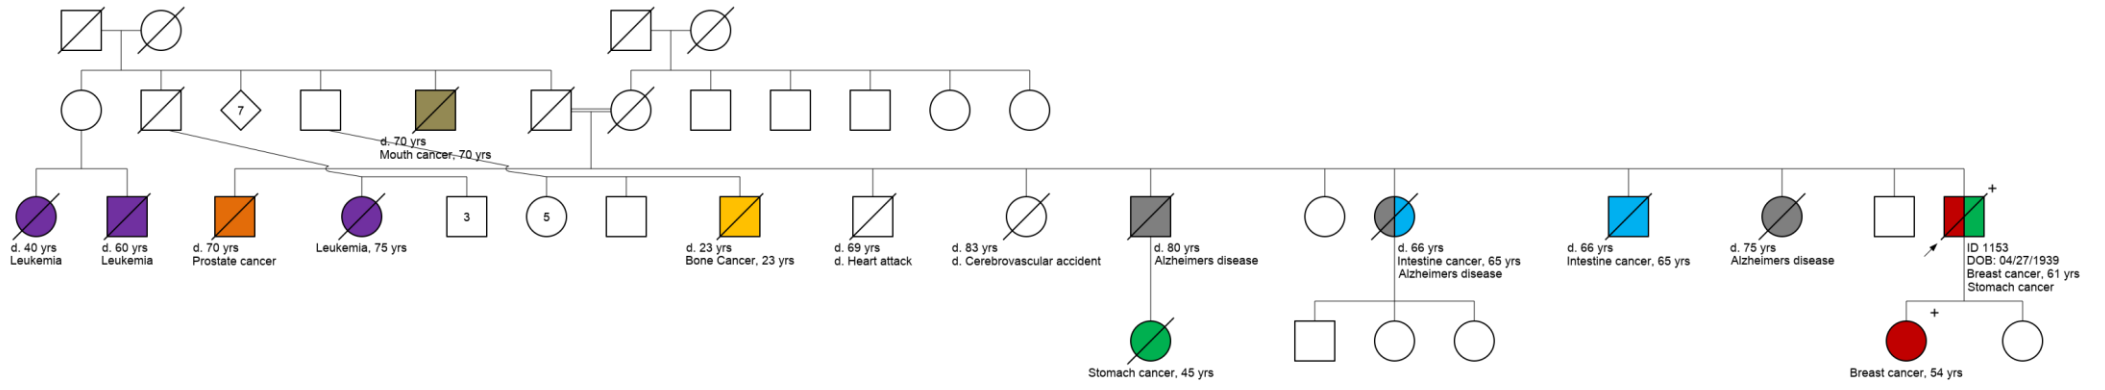 7
d. 70 yrs
Mouth cancer, 70 yrs
3
5
+
d. 40 yrs
Leukemia
d. 60 yrs
Leukemia
d. 70 yrs
Prostate cancer
Leukemia, 75 yrs
d. 23 yrs
Bone Cancer, 23 yrs
d. 69 yrs
d. Heart attack
d. 83 yrs
d. Cerebrovascular accident
d. 80 yrs
Alzheimers disease
d. 66 yrs
Intestine cancer, 65 yrs
Alzheimers disease
d. 66 yrs
Intestine cancer, 65 yrs
d. 75 yrs
Alzheimers disease
ID 1153
DOB: 04/27/1939
Breast cancer, 61 yrs
Stomach cancer
+
Stomach cancer, 45 yrs
Breast cancer, 54 yrs